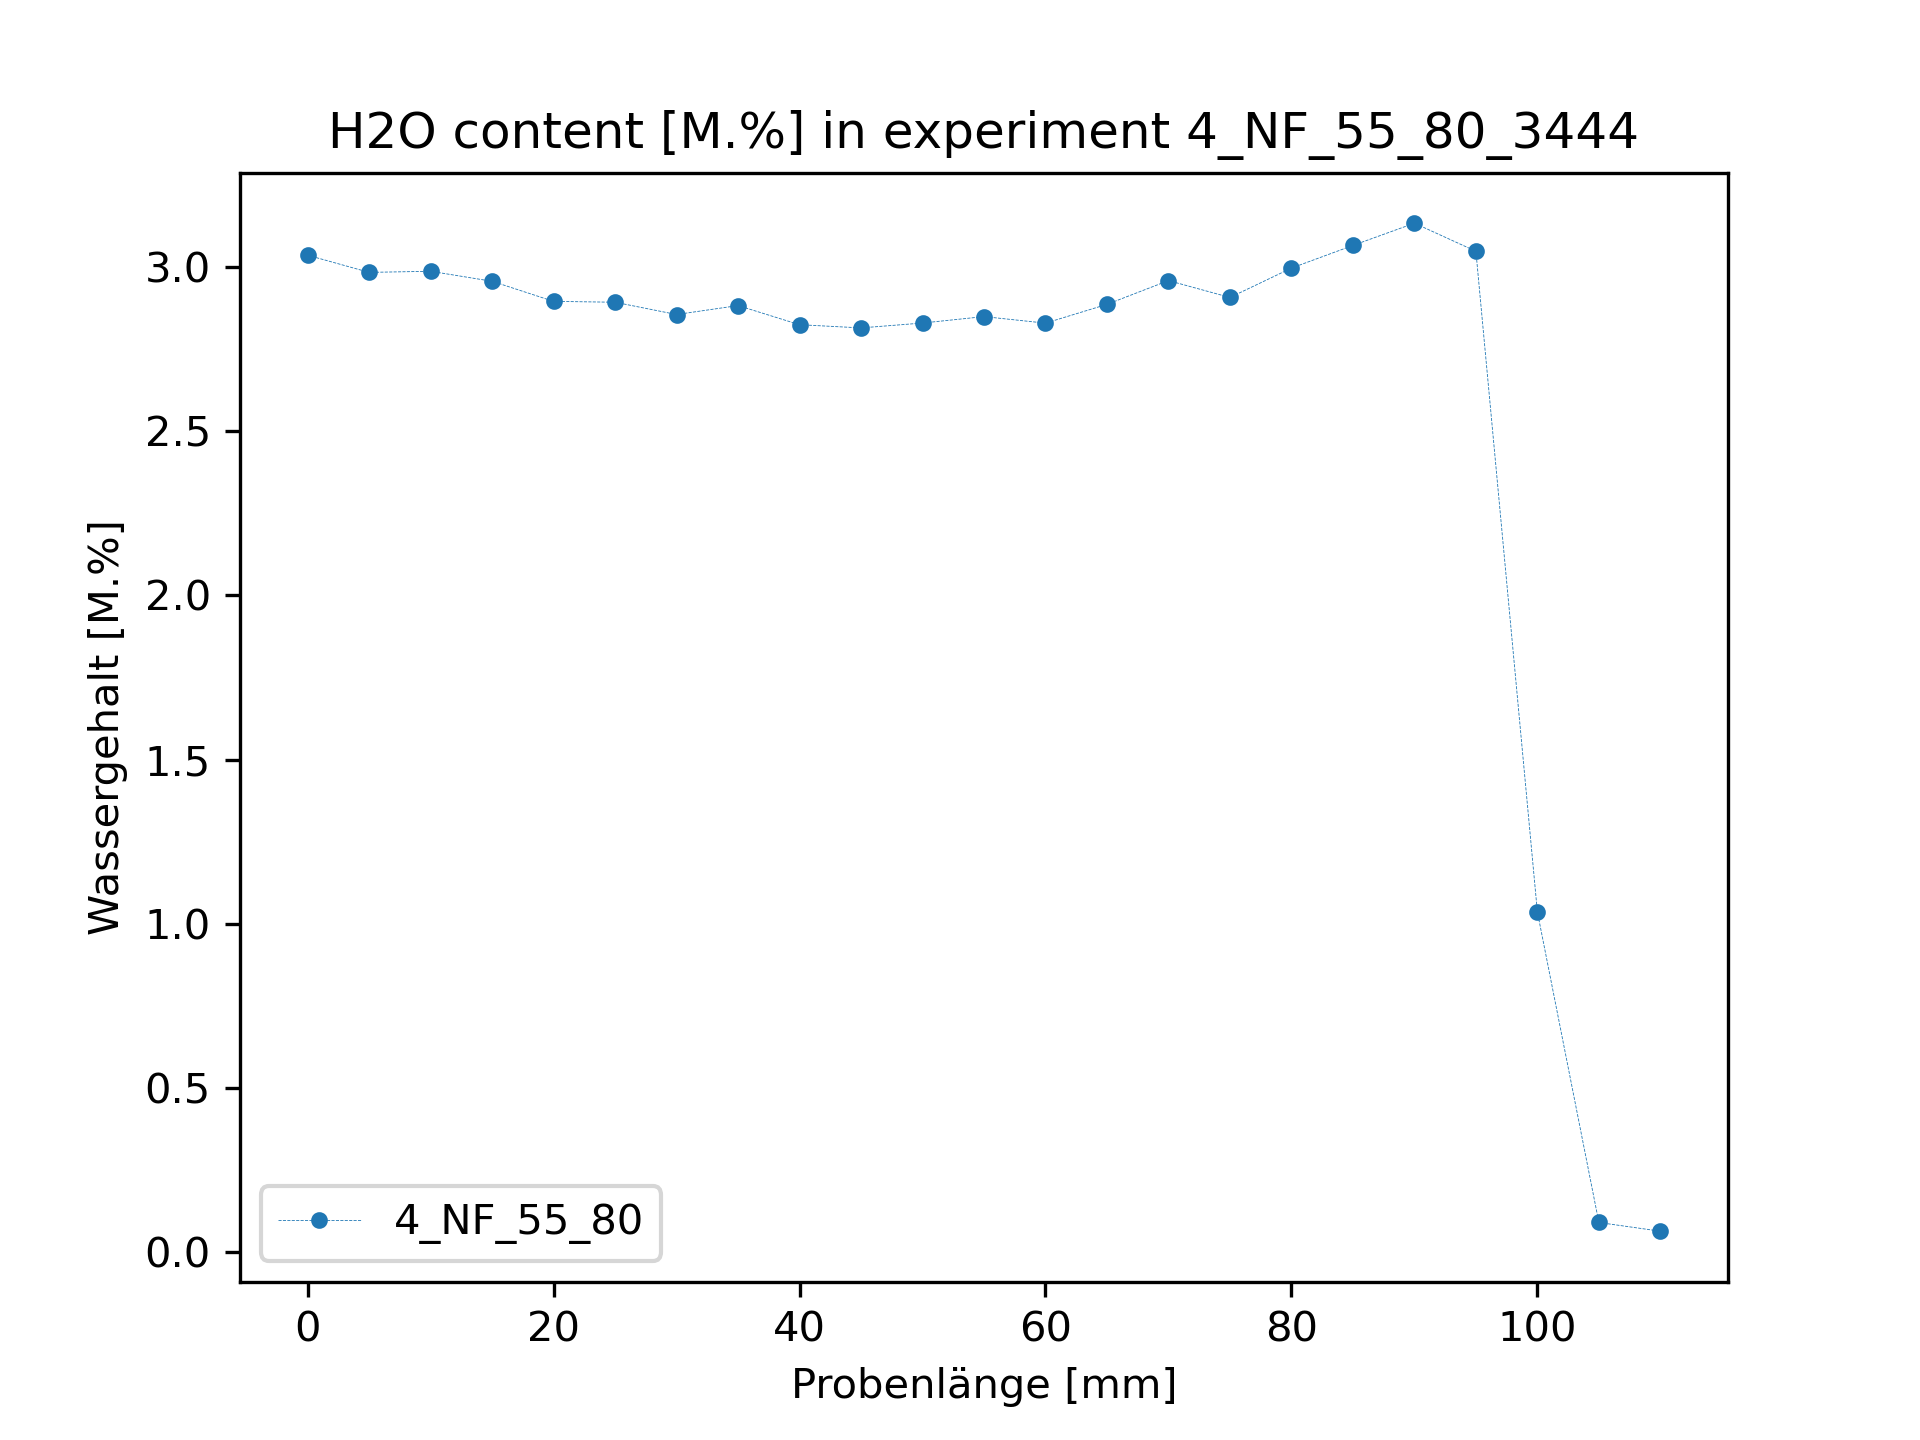 H2O content [M.%] in experiment 4_NF_55_80_3444
Wassergehalt [M.%]
3.0
2.5
2.0
1.5
1.0
0.5
0.0
4_NF_55_80
0 20 40 60 80 100
Probenlänge [mm]